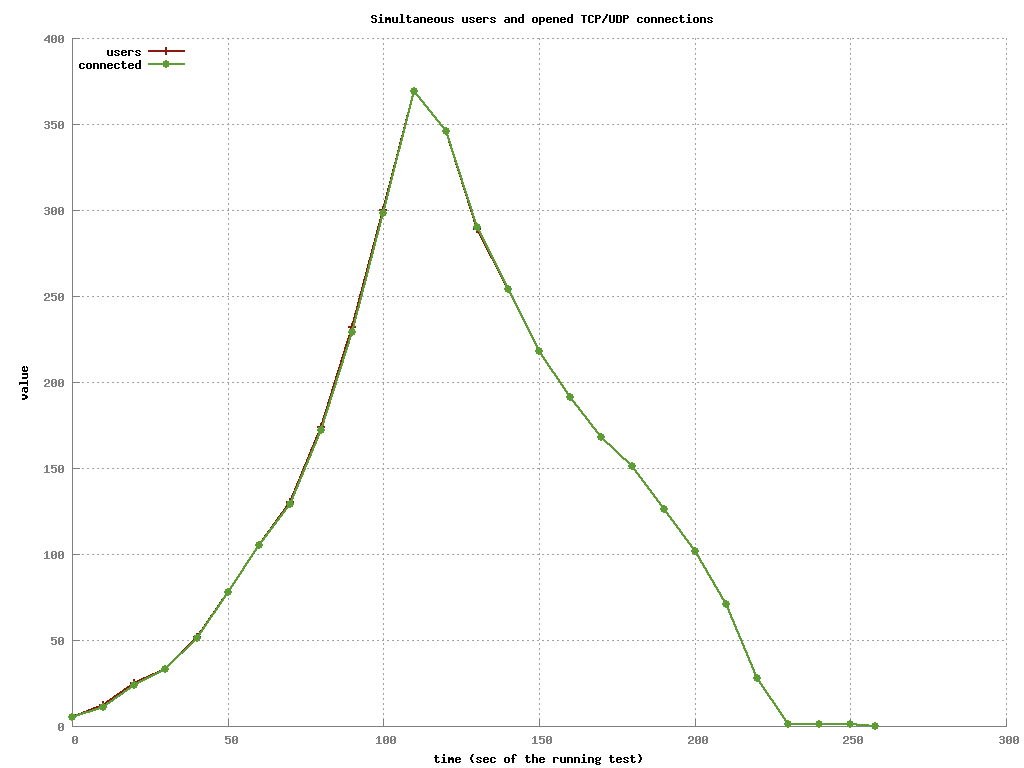 Simultaneous users and opened TCP/UDP connections
400
users
connected
350
300
250
value
200
150
100
50
0
0 50 100 150 200 250 300
time (sec of the running test)